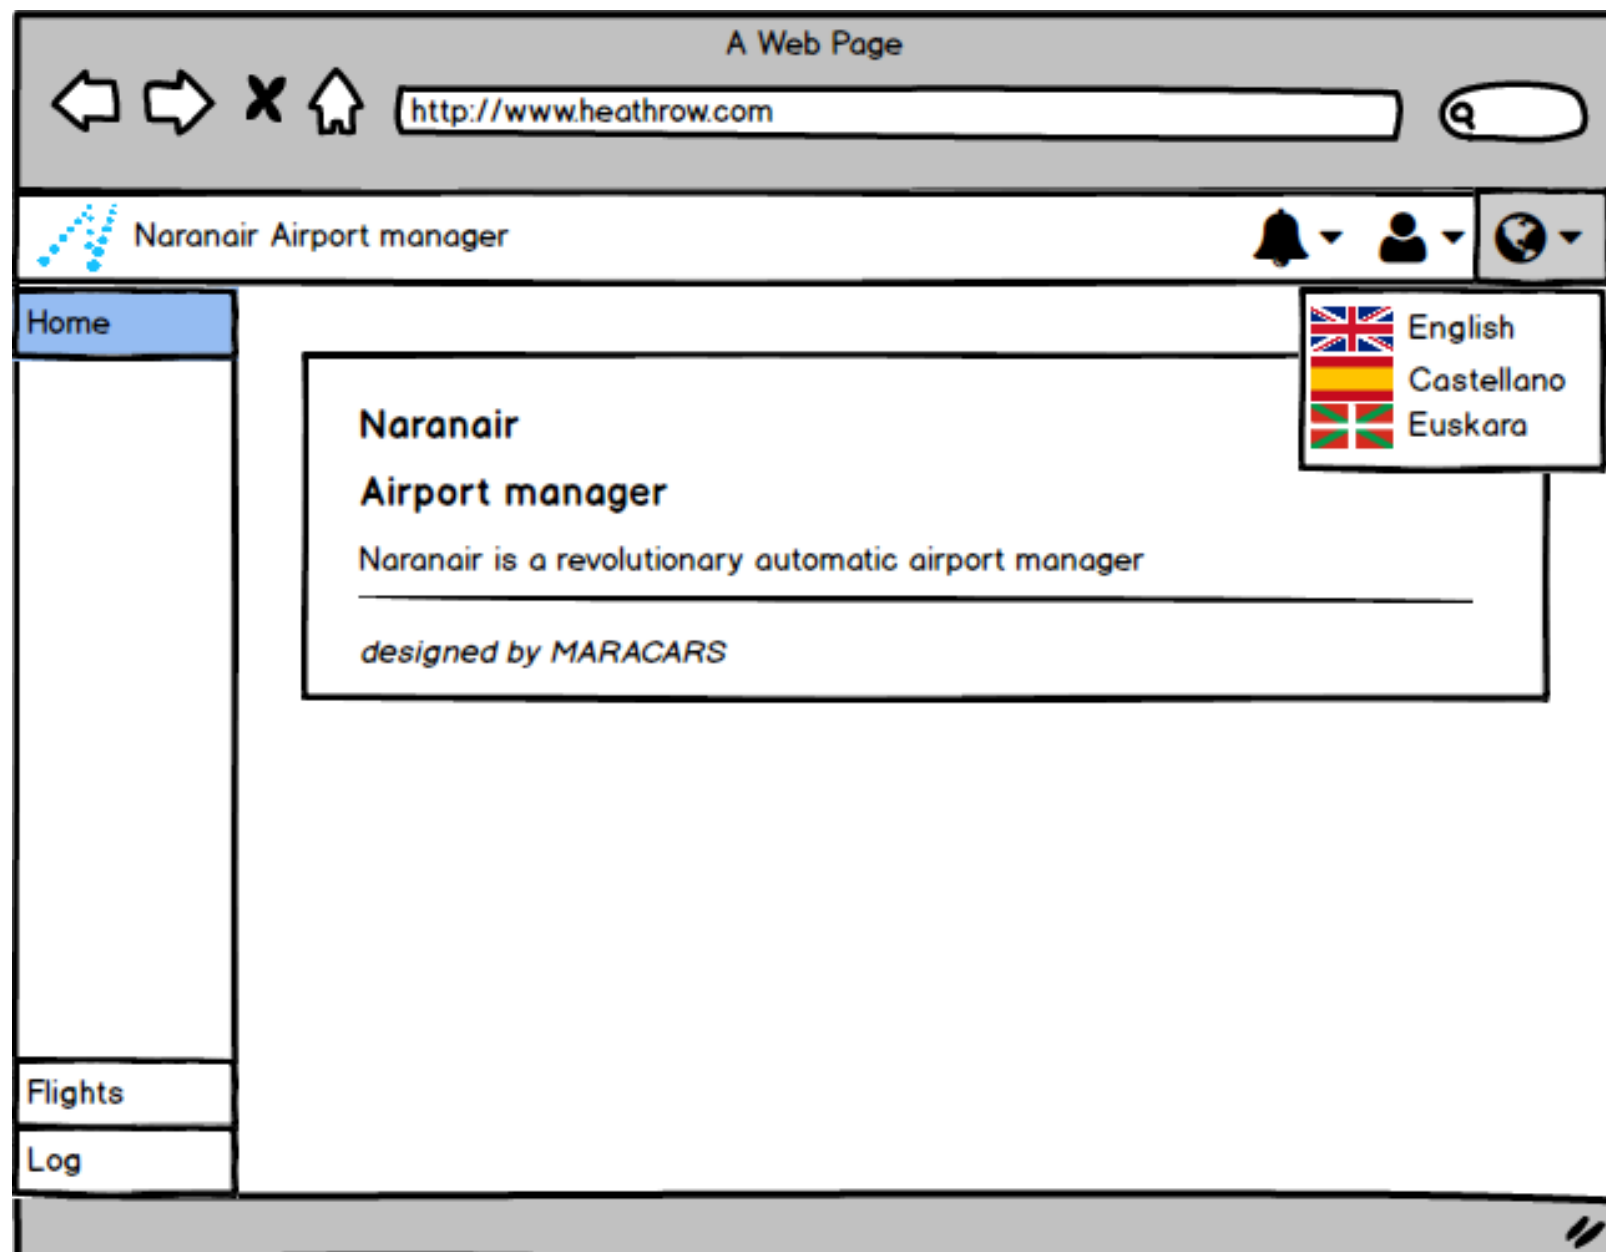 A Web Page
http://www.heathrow.com
Naranair Airport manager
Home
English
Castellano
Euskara
Naranair
Airport manager
Naranair is a revolutionary automatic airport manager
designed by MARACARS
Flights
Log